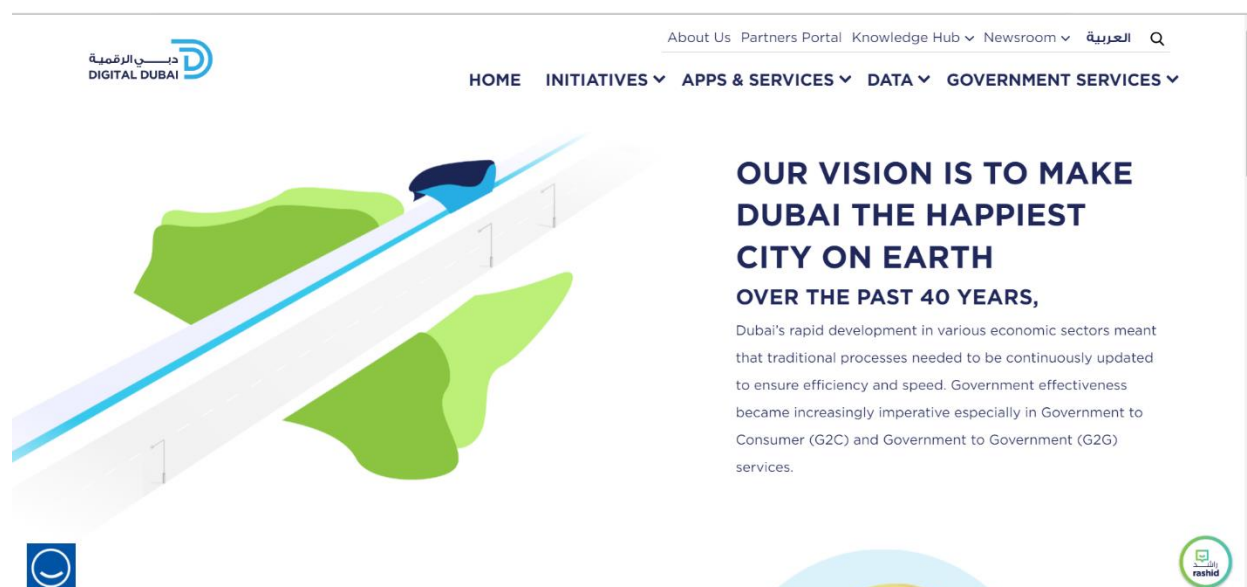 About Us Partners Portal Knowledge Hub Newsroom العربية
دبـــــي الرقمية
DIGITAL DUBAI
HOME INITIATIVES APPS & SERVICES DATA GOVERNMENT SERVICES
OUR VISION IS TO MAKE
DUBAI THE HAPPIEST
CITY ON EARTH
OVER THE PAST 40 YEARS,
Dubai's rapid development in various economic sectors meant
that traditional processes needed to be continuously updated
to ensure efficiency and speed. Government effectiveness
became increasingly imperative especially in Government to
Consumer (G2C) and Government to Government (G2G)
services.
راشــد
rashid